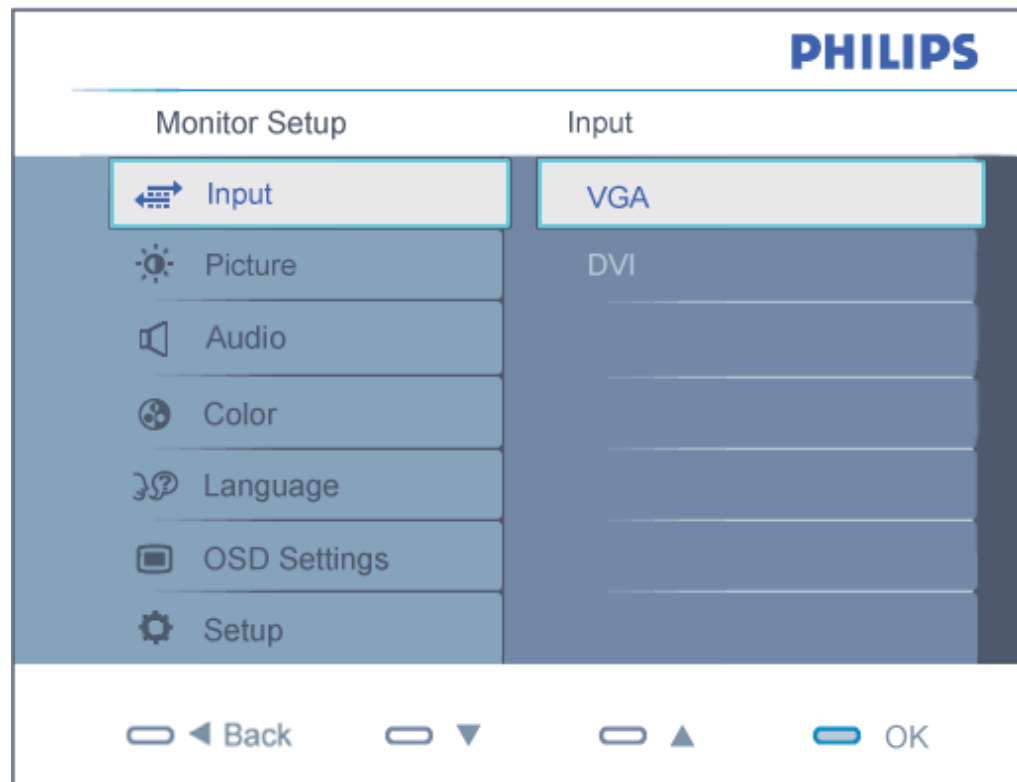 PHILIPS
Monitor Setup
Input
Input
VGA
Picture
DVI
Audio
Color
Language
OSD Settings
Setup
Back
OK